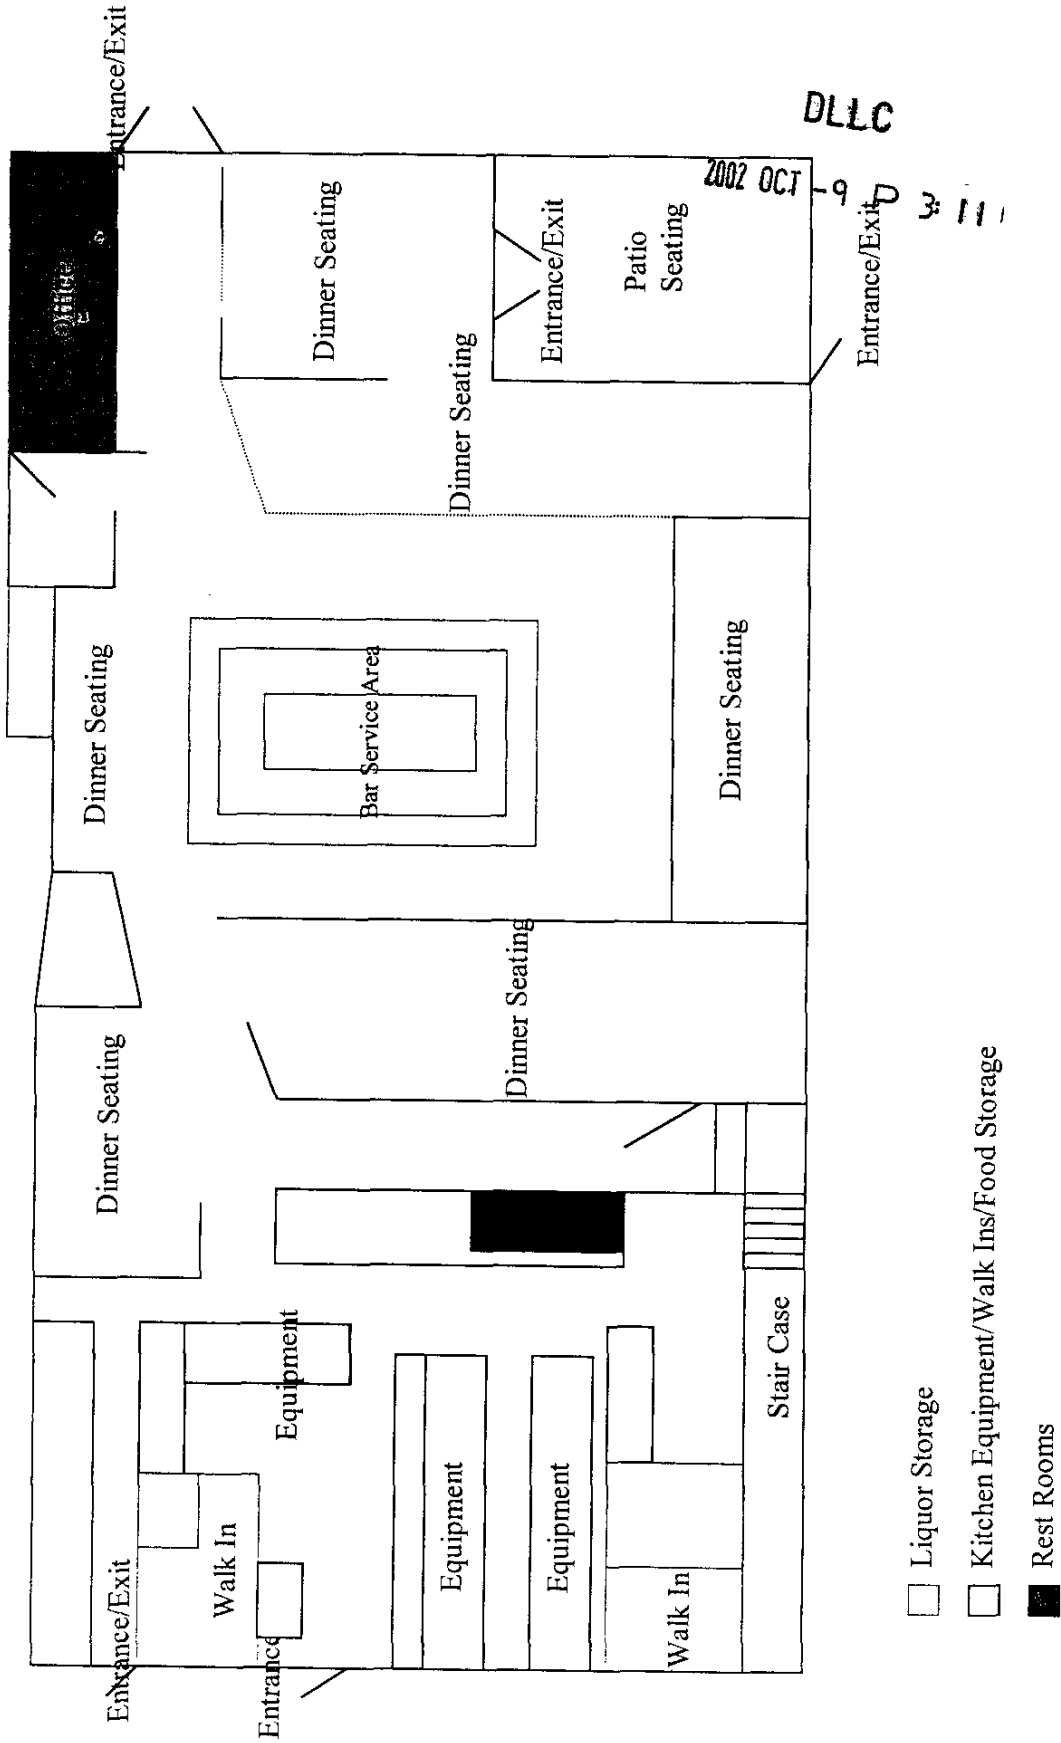 Entrance/Exit
DLLC
2002 OCT -9 P 3: 11
Office
Dinner Seating
Entrance/Exit
Patio
Seating
Entrance/Exit
Dinner Seating
Dinner Seating
Bar Service Area
Dinner Seating
Dinner Seating
Dinner Seating
Equipment
Stair Case
Walk In
Equipment
Equipment
Walk In
Entrance/Exit
Entrance
Liquor Storage
Kitchen Equipment/Walk Ins/Food Storage
Rest Rooms